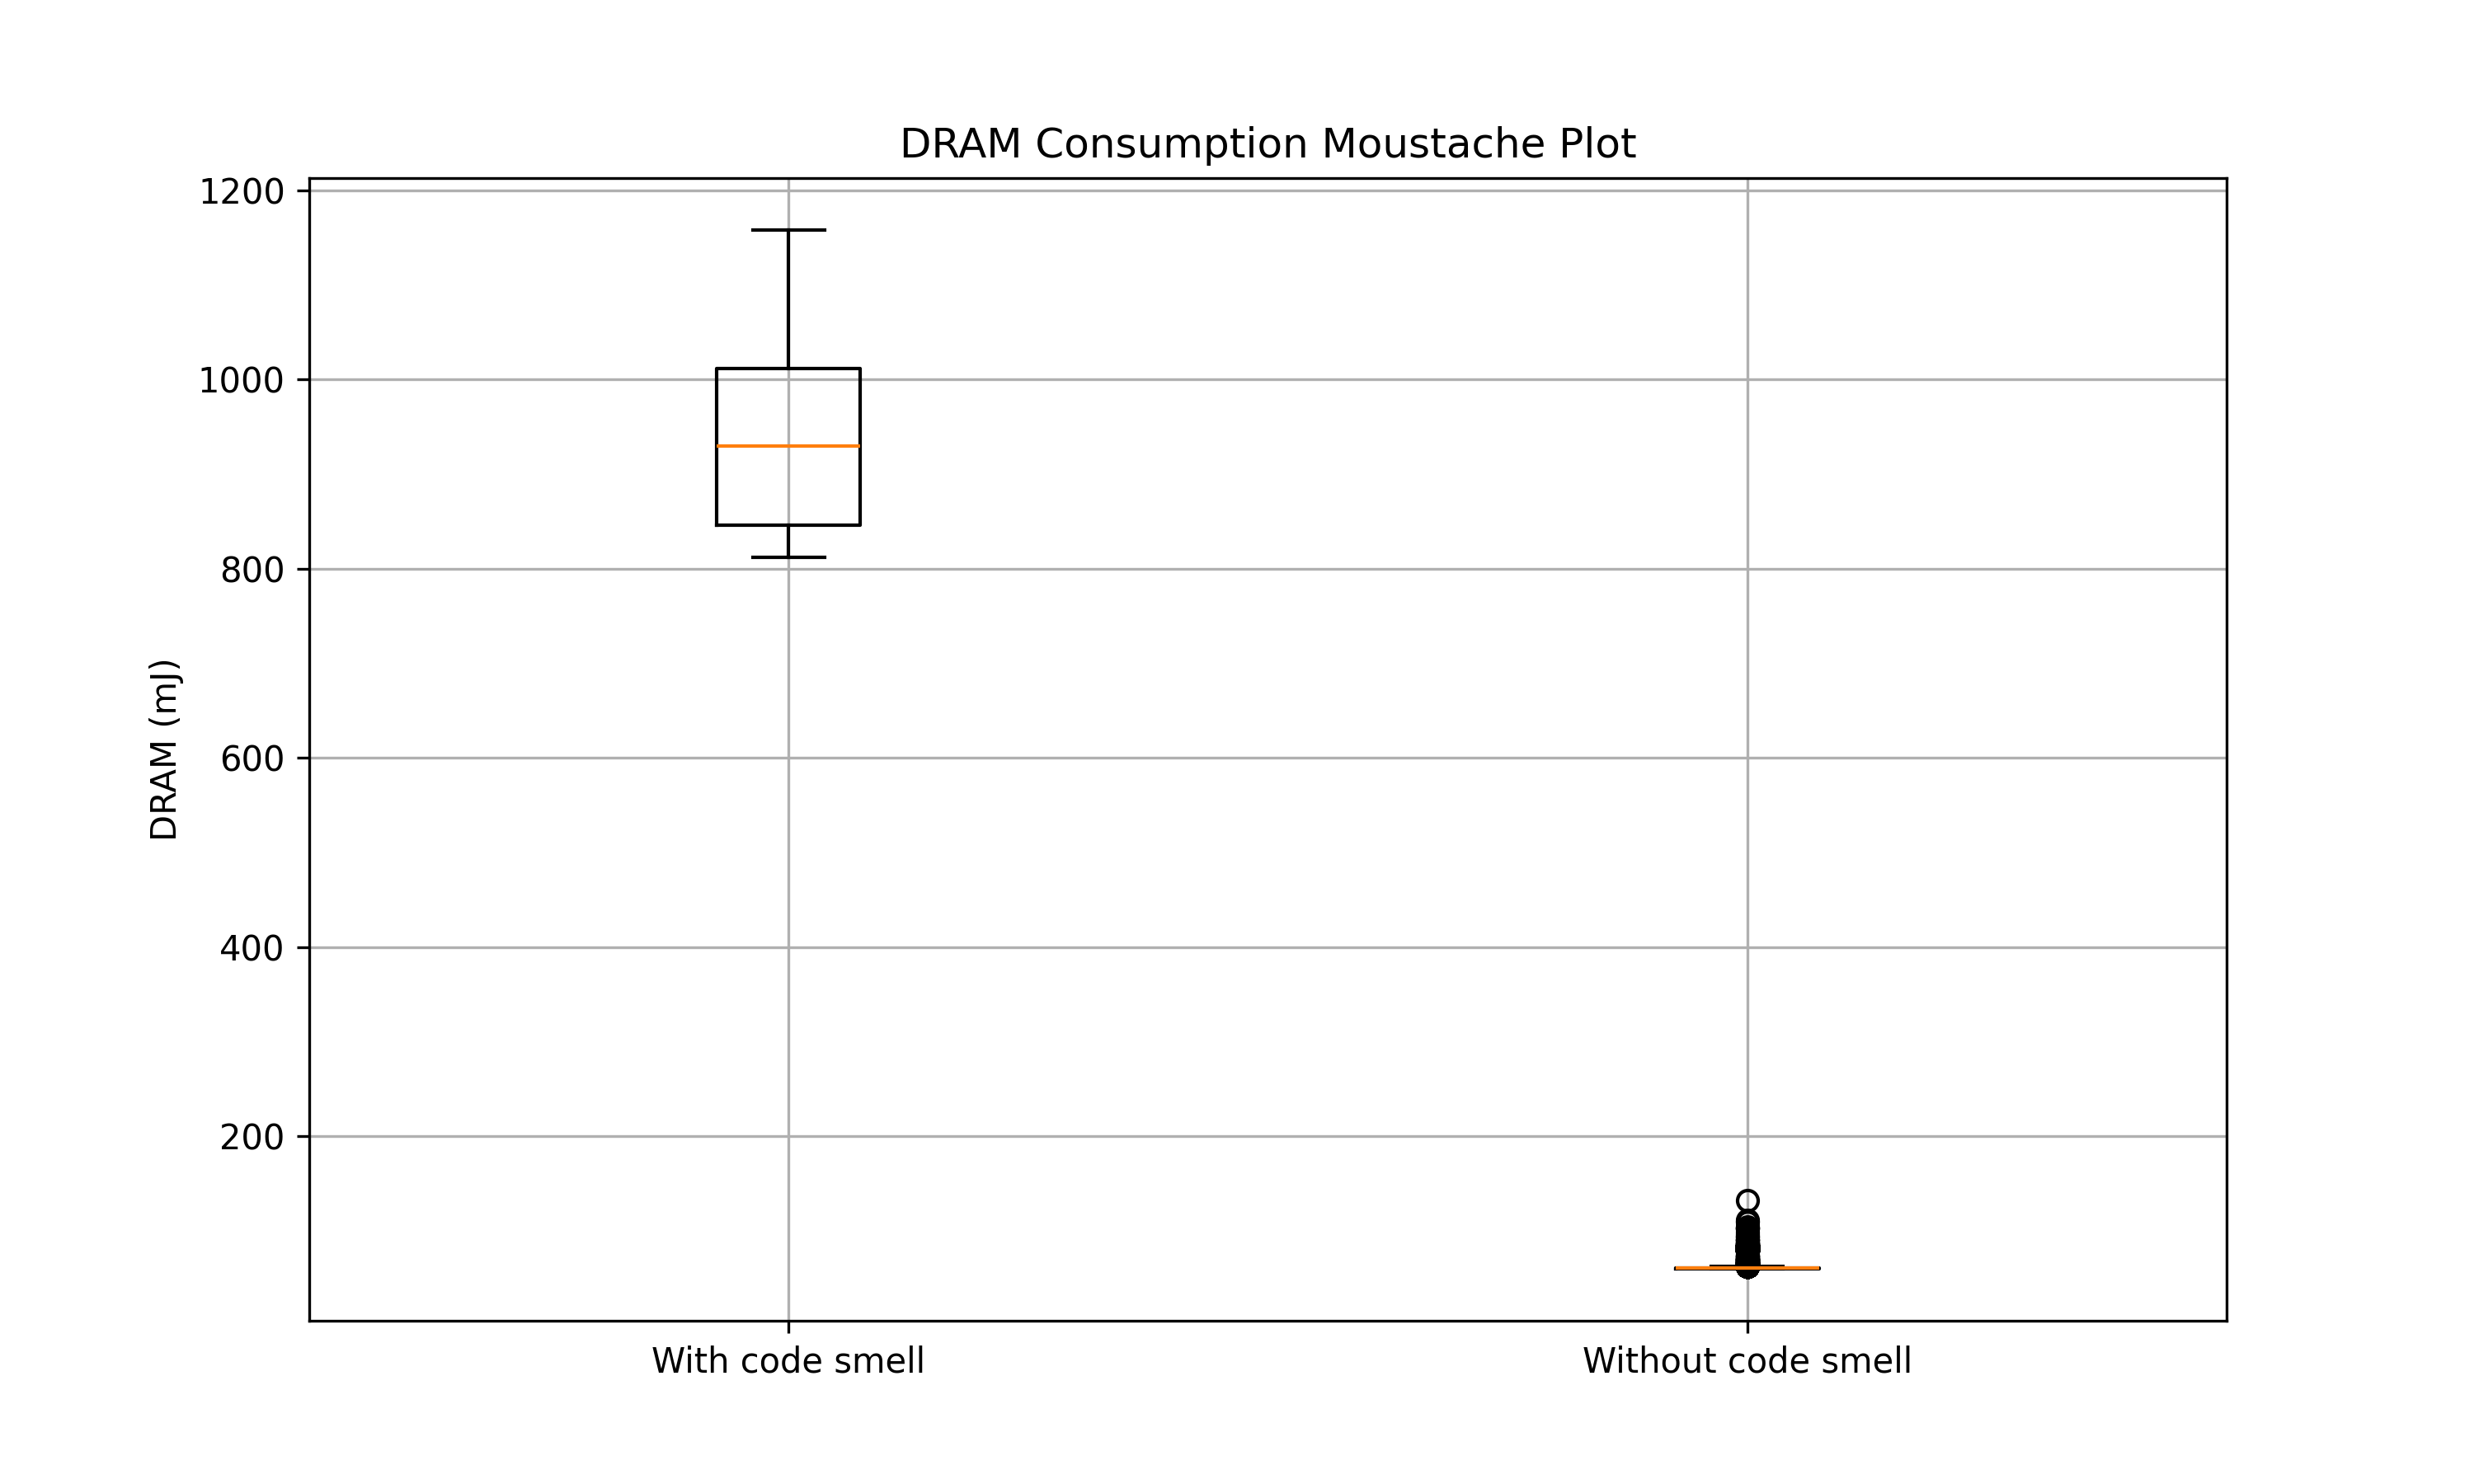 DRAM Consumption Moustache Plot
1200
1000
800
600
400
200
DRAM (mJ)
With code smell
Without code smell